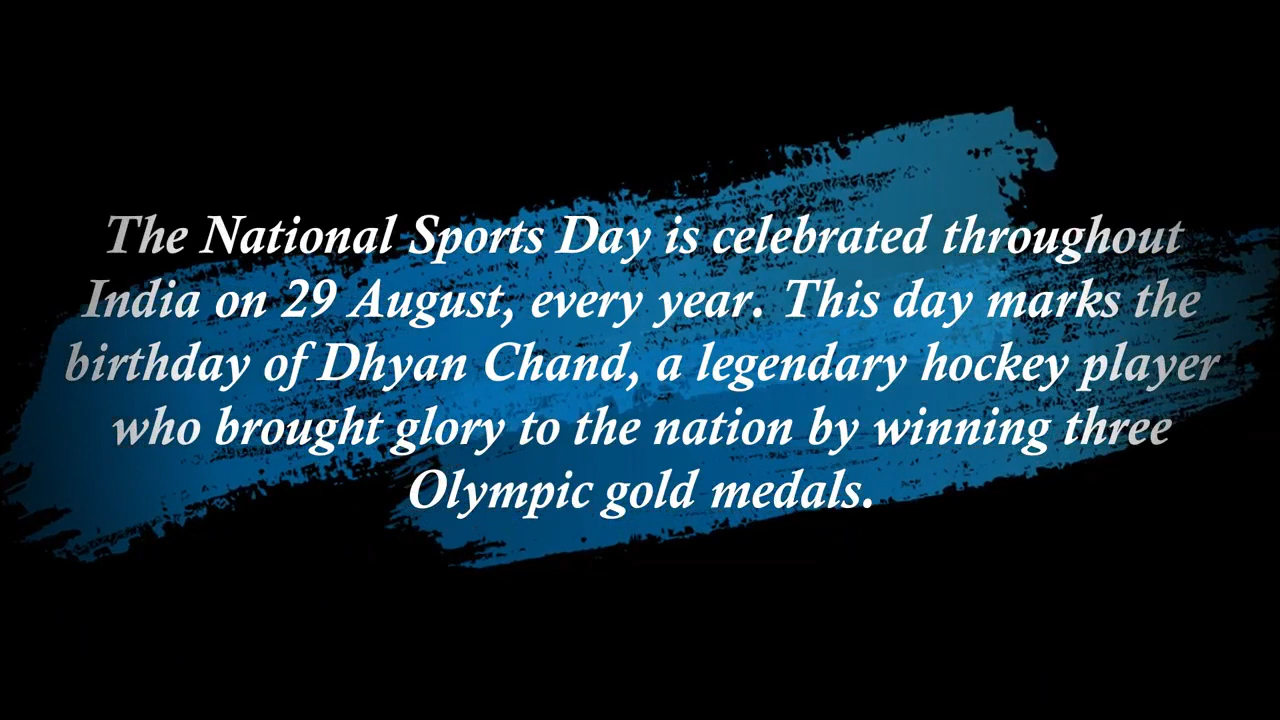 The National Sports Day is celebrated throughout
India on 29 August, every year. This day marks the
birthday of Dhyan Chand, a legendary hockey player
who brought glory to the nation by winning three
Olympic gold medals.